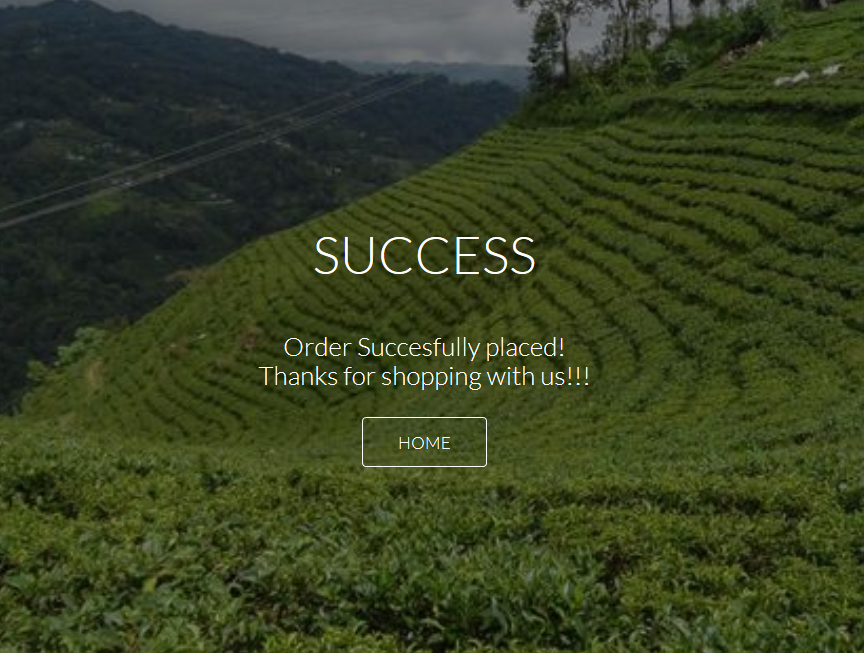 SUCCESS
Order Succesfully placed!
Thanks for shopping with us!!!
HOME